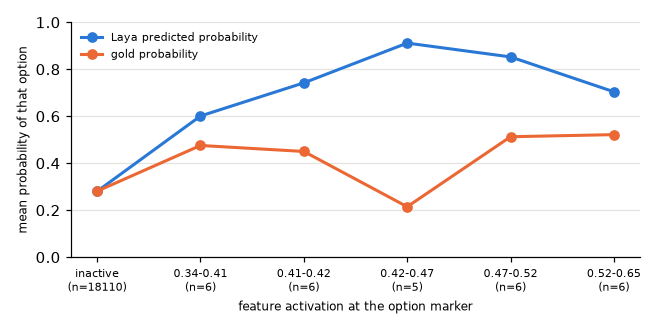 1.0
0.8
0.6
0.4
0.2
0.0
mean probability of that option
Laya predicted probability
gold probability
inactive
(n=18110)
0.34-0.41
(n=6)
0.41-0.42
(n=6)
0.42-0.47
(n=5)
0.47-0.52
(n=6)
0.52-0.65
(n=6)
feature activation at the option marker